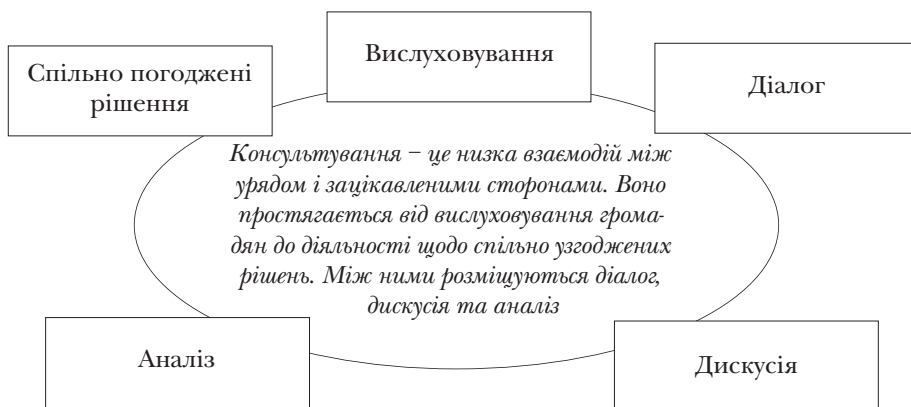 Вислуховування
Спільно погоджені
рішення
Діалог
Консультування – це низка взаємодій між
урядом і зацікавленими сторонами. Воно
простягається від вислуховування грома-
дян до діяльності щодо спільно узгоджених
рішень. Між ними розміщуються діалог,
дискусія та аналіз
Аналіз
Дискусія